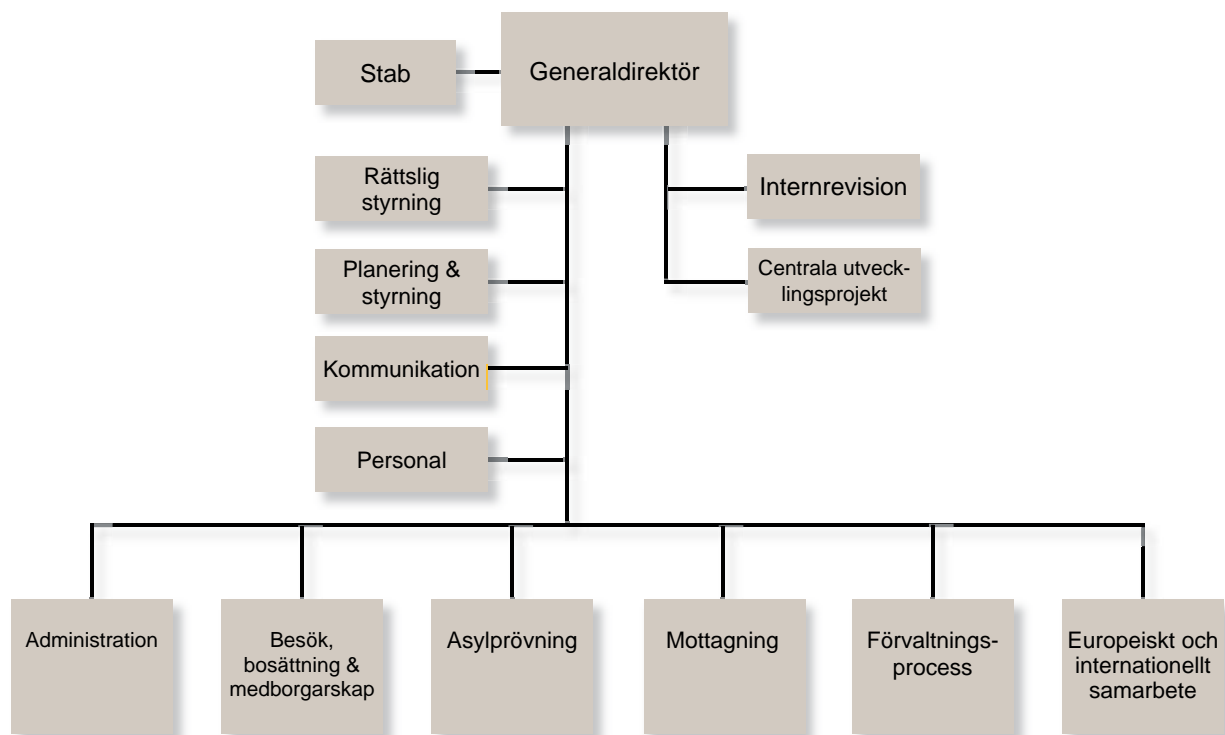 Stab
Generaldirektör
Rättslig
styrning
Internrevision
Planering &
styrning
Centrala utveck-
lingsprojekt
Kommunikation
Personal
Administration
Besök,
bosättning &
medborgarskap
Asylprövning
Mottagning
Förvaltnings-
process
Europeiskt och
internationellt
samarbete